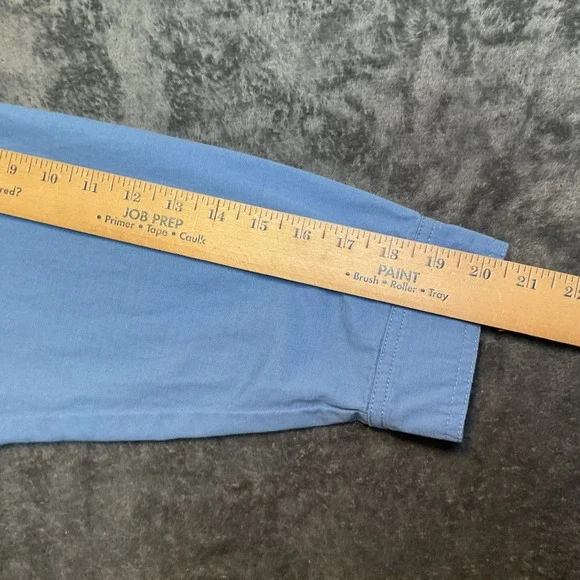 9 10 11 12 13 14 15 16 17 18 19 20 21 2
red?
JOB PREP
• Primer • Tape • Caulk
PAINT
• Brush • Roller • Tray